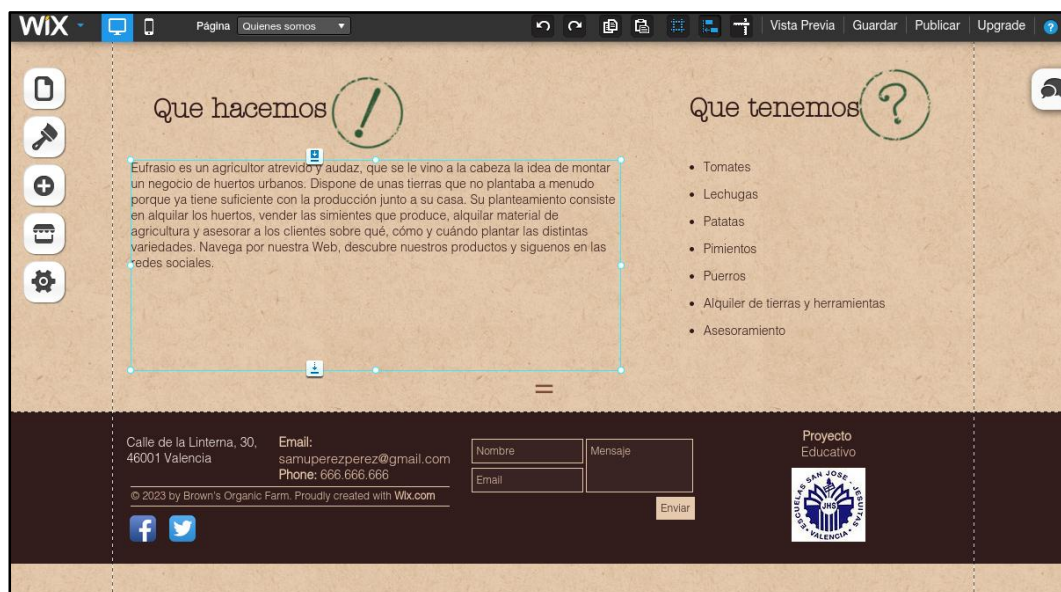 WiX
Página
Quienes somos
Vista Previa
Guardar
Publicar
Upgrade
?
Que hacemos
!
Que tenemos
?
Eufrasio es un agricultor atrevido y audaz, que se le vino a la cabeza la idea de montar
un negocio de huertos urbanos. Dispone de unas tierras que no plantaba a menudo
porque ya tiene suficiente con la producción junto a su casa. Su planteamiento consiste
en alquilar los huertos, vender las simientes que produce, alquilar material de
agricultura y asesorar a los clientes sobre qué, cómo y cuándo plantar las distintas
variedades. Navega por nuestra Web, descubre nuestros productos y siguenos en las
redes sociales.
Tomates
Lechugas
Patatas
Pimientos
Puerros
Alquiler de tierras y herramientas
Asesoramiento
Calle de la Linterna, 30,
46001 Valencia
Email:
samuperezperez@gmail.com
Phone: 666.666.666
© 2023 by Brown's Organic Farm. Proudly created with Wix.com
Nombre
Email
Mensaje
Enviar
Proyecto
Educativo
ESCUELAS SAN JOSE - JESUITAS
JHS
VALENCIA